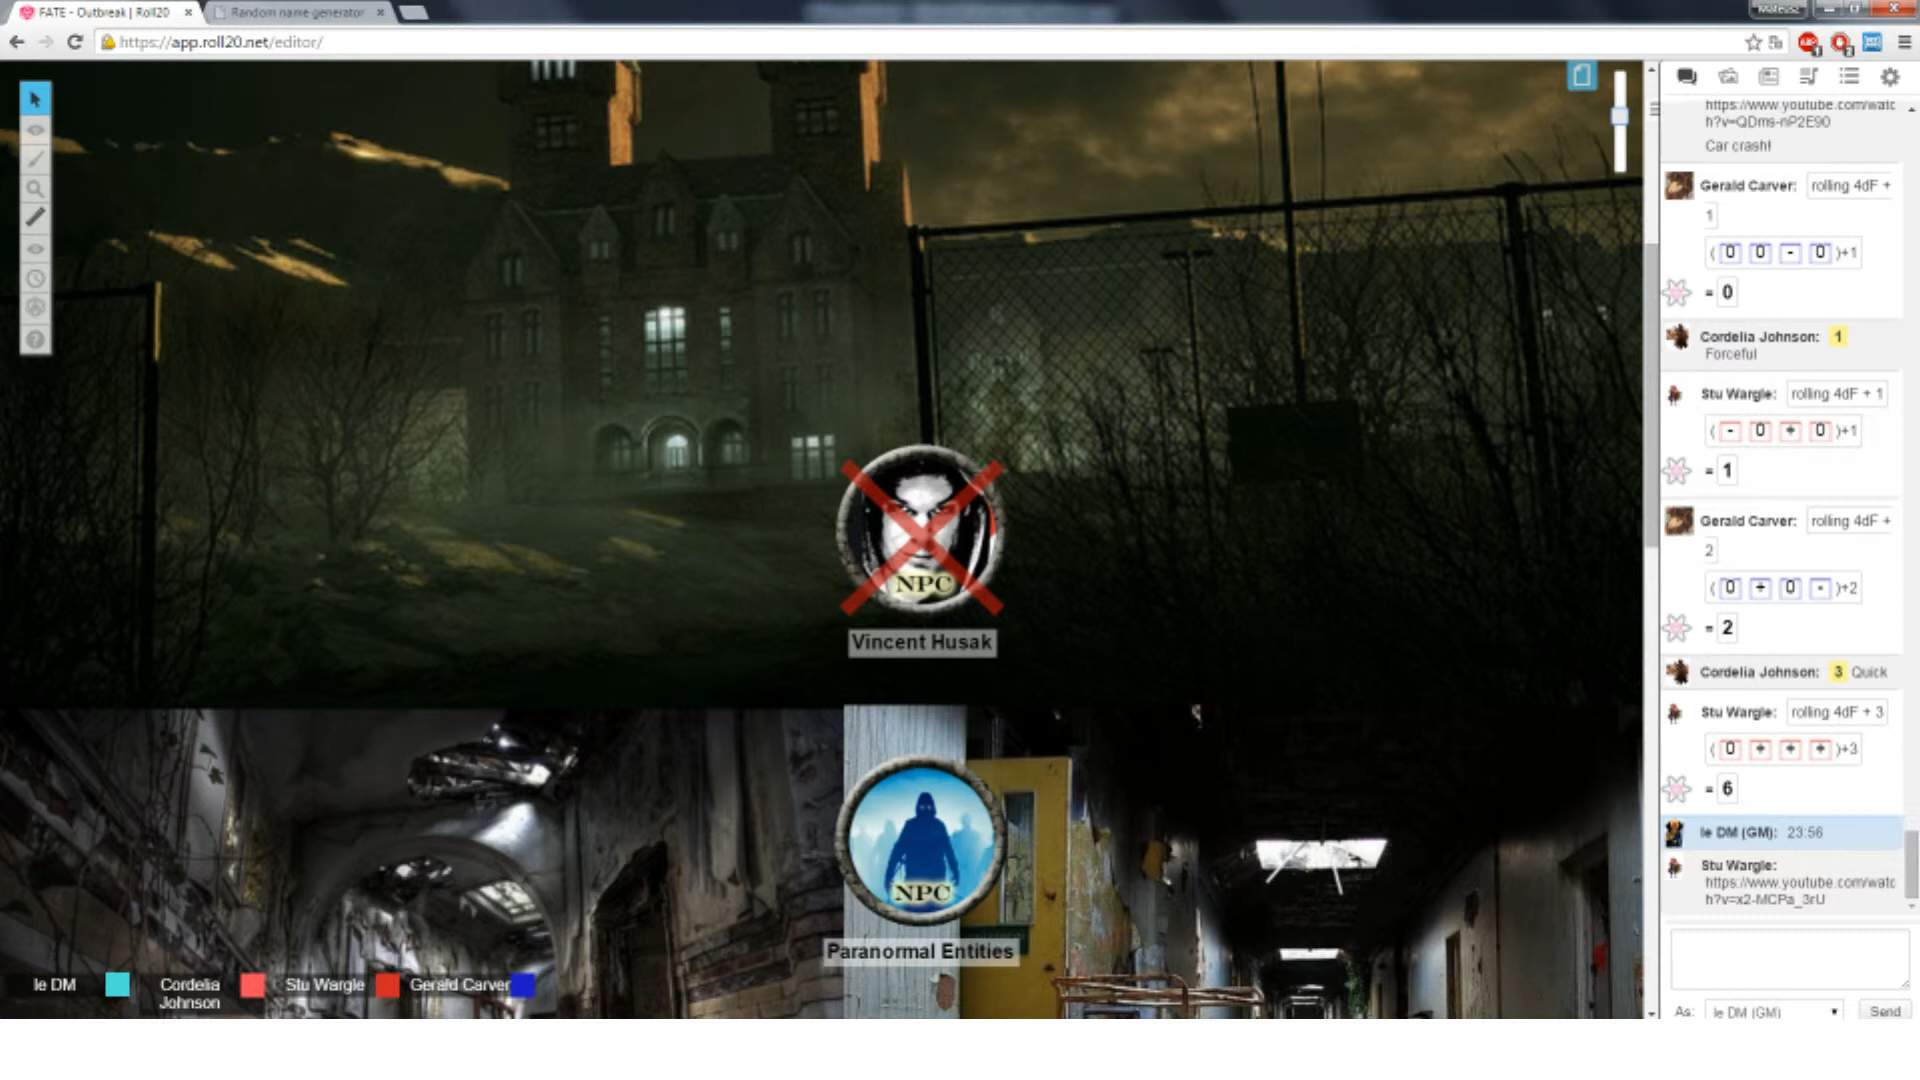 FATE - Outbreak | Roll20
Random name generator
Mateusz
https://app.roll20.net/editor/
https://www.youtube.com/watc
h?v=QDms-nP2E90
Car crash!
Gerald Carver: rolling 4dF +
1
( 0 0 - 0 )+1
= 0
Cordelia Johnson: 1
Forceful
Stu Wargle: rolling 4dF + 1
( - 0 + 0 )+1
= 1
Gerald Carver: rolling 4dF +
2
( 0 + 0 - )+2
= 2
Cordelia Johnson: 3 Quick
Stu Wargle: rolling 4dF + 3
( 0 + + + )+3
= 6
le DM (GM): 23:56
Stu Wargle:
https://www.youtube.com/watc
h?v=x2-MCPa_3rU
As: le DM (GM) Send
NPC
Vincent Husak
NPC
Paranormal Entities
le DM
Cordelia
Johnson
Stu Wargle
Gerald Carver